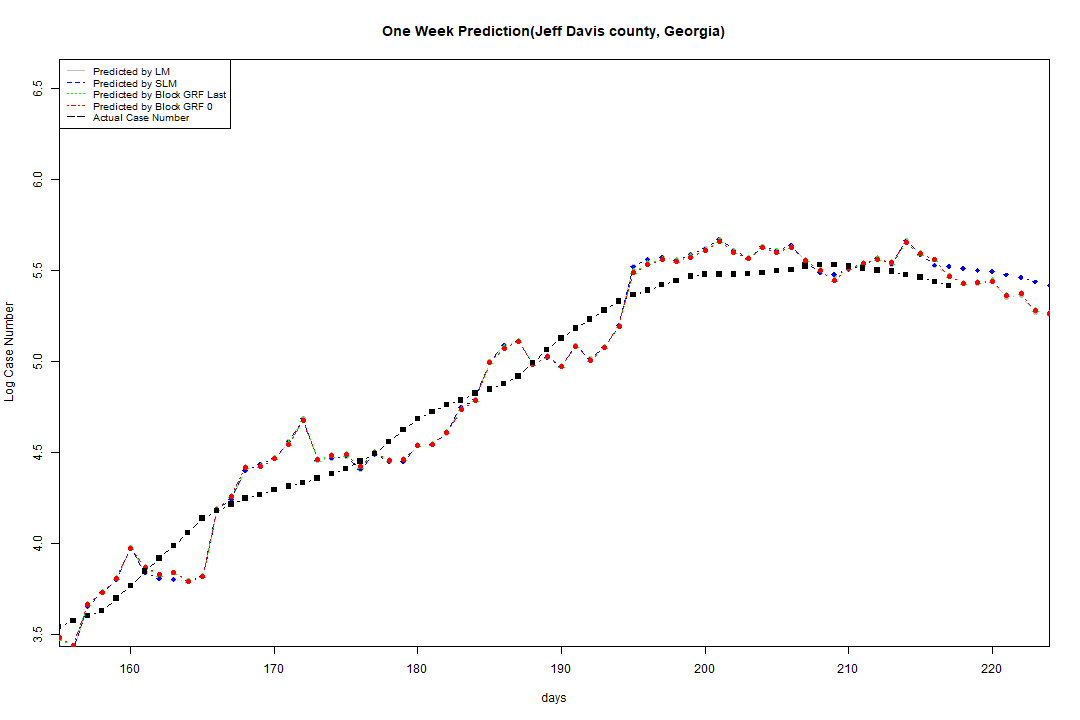 One Week Prediction(Jeff Davis county, Georgia)
Predicted by LM
Predicted by SLM
Predicted by Block GRF Last
Predicted by Block GRF 0
Actual Case Number
6.5
6.0
5.5
5.0
4.5
4.0
3.5
Log Case Number
160 170 180 190 200 210 220
days